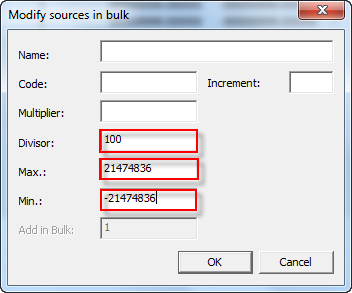 Modify sources in bulk
Name:
Code: Increment:
Multiplier:
Divisor: 100
Max.: 21474836
Min.: -21474836
Add in Bulk: 1
OK Cancel